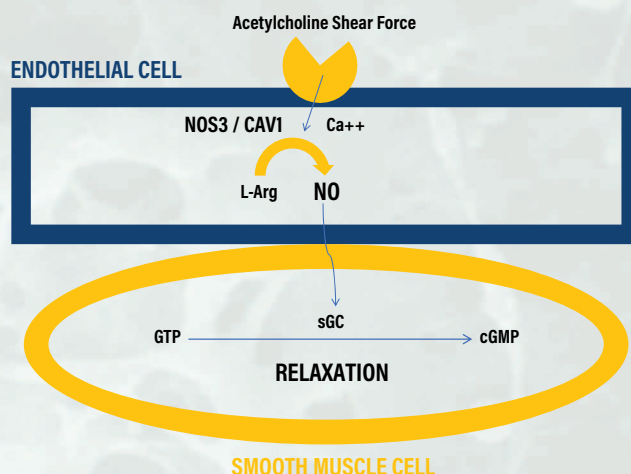 Acetylcholine Shear Force
ENDOTHELIAL CELL
NOS3 / CAV1
Ca++
L-Arg
NO
sGC
GTP
cGMP
RELAXATION
SMOOTH MUSCLE CELL